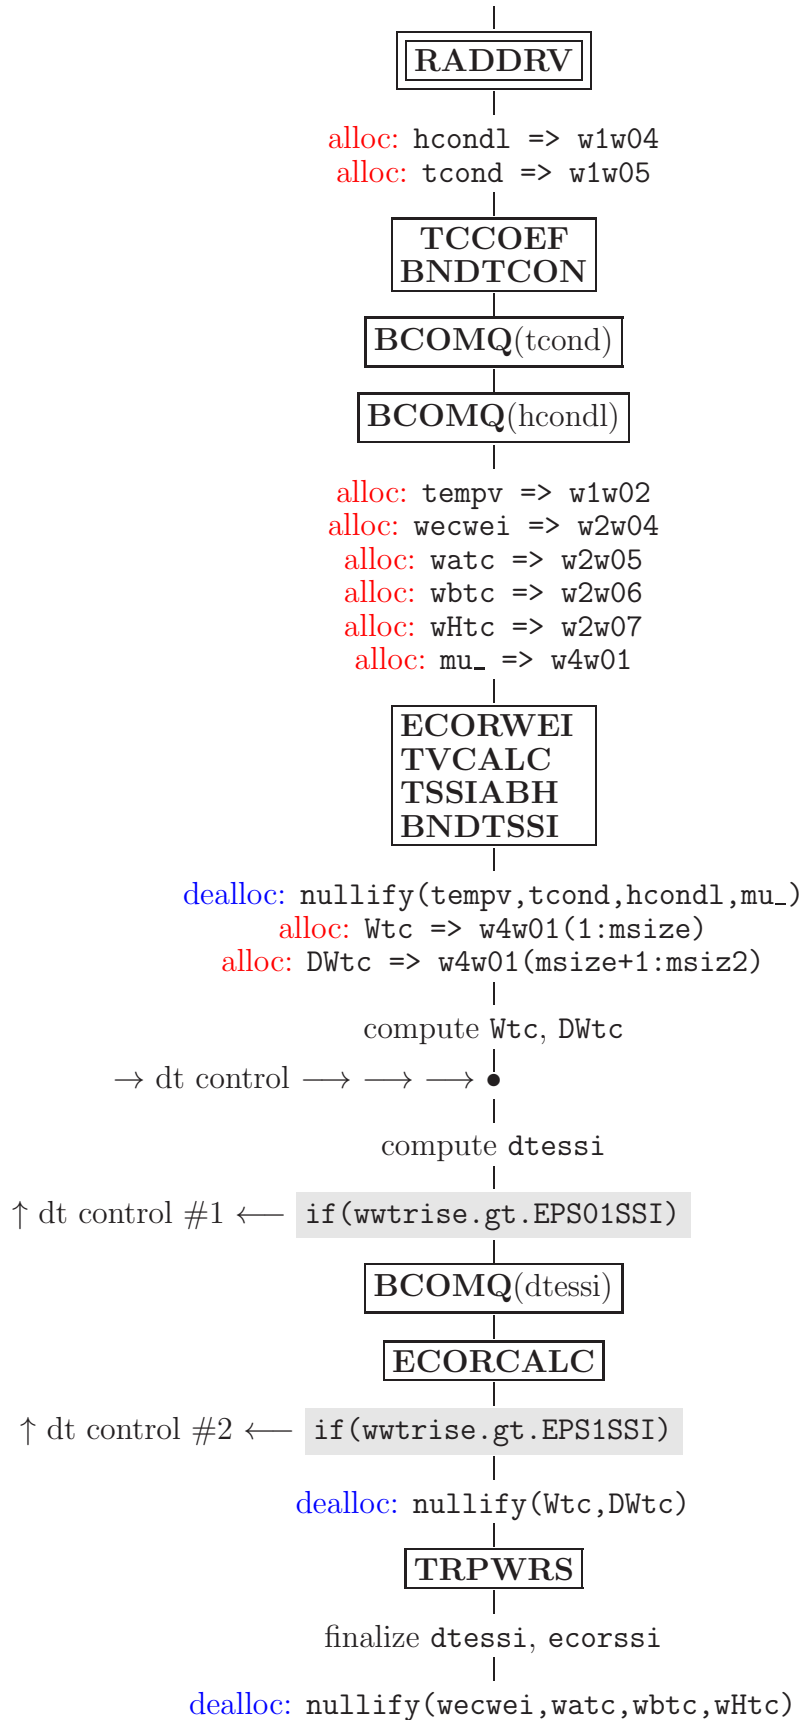 RADDRV
alloc: hcondl => w1w04
alloc: tcond => w1w05
TCCOEF
BNDTCON
BCOMQ(tcond)
BCOMQ(hcondl)
alloc: tempv => w1w02
alloc: wecwei => w2w04
alloc: watc => w2w05
alloc: wbtc => w2w06
alloc: wHtc => w2w07
alloc: mu_ => w4w01
ECORWEI
TVCALC
TSSIABH
BNDTSSI
dealloc: nullify(tempv,tcond,hcondl,mu_)
alloc: Wtc => w4w01(1:msize)
alloc: DWtc => w4w01(msize+1:msiz2)
compute Wtc, DWtc
→ dt control ⟶ ⟶ ⟶ •
compute dtessi
↑ dt control #1 ⟵ if(wwtrise.gt.EPS01SSI)
BCOMQ(dtessi)
ECORCALC
↑ dt control #2 ⟵ if(wwtrise.gt.EPS1SSI)
dealloc: nullify(Wtc,DWtc)
TRPWRS
finalize dtessi, ecorssi
dealloc: nullify(wecwei,watc,wbtc,wHtc)